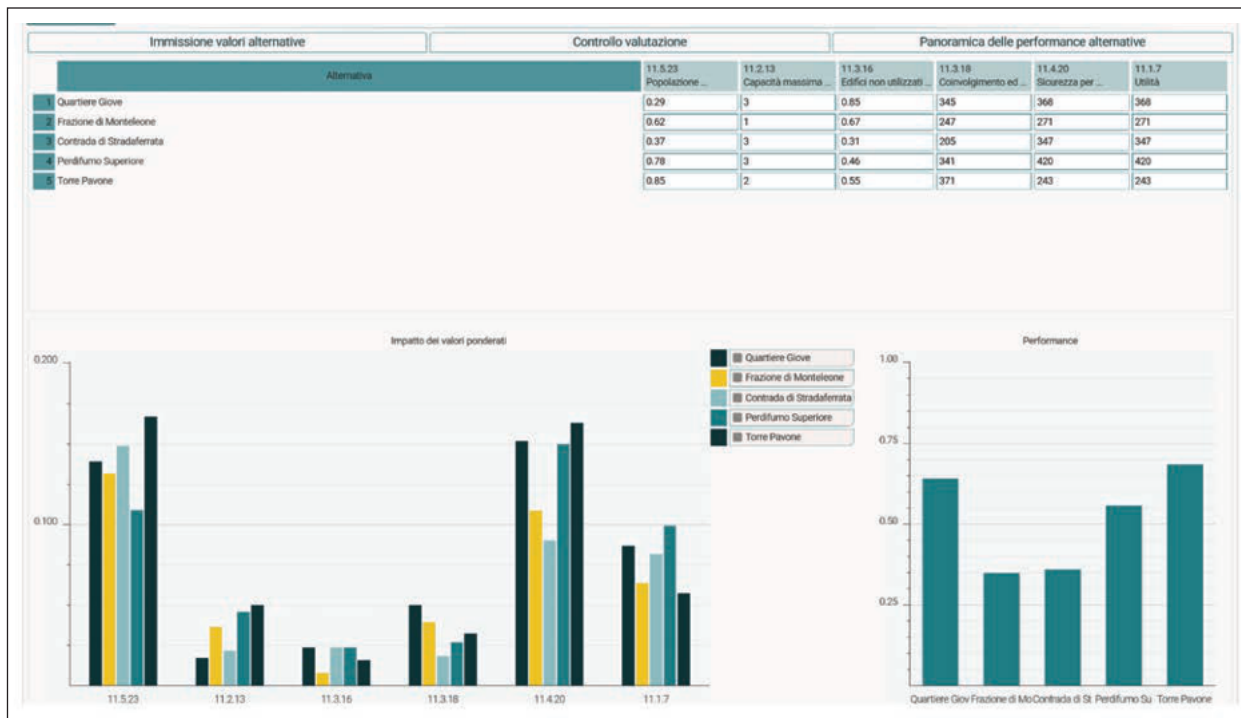 Immissione valori alternative Controllo valutazione Panoramica delle performance alternative
Alternativa
11.5.23 11.2.13 11.3.16 11.3.18 11.4.20 11.1.7
Popolazione ... Capacità massima ... Edifici non utilizzati ... Coinvolgimento ed ... Sicurezza per ... Utilità
1 Quartiere Giove 0.29 3 0.85 345 368 368
2 Frazione di Monteleone 0.62 1 0.67 247 271 271
3 Contrada di Stradaferrata 0.37 3 0.31 205 347 347
4 Perdifumo Superiore 0.78 3 0.46 341 420 420
5 Torre Pavone 0.85 2 0.55 371 243 243
Impatto dei valori ponderati
0.200
0.100
11.5.23 11.2.13 11.3.16 11.3.18 11.4.20 11.1.7
Quartiere Giove
Frazione di Monteleone
Contrada di Stradaferrata
Perdifumo Superiore
Torre Pavone
Performance
1.00
0.75
0.50
0.25
Quartiere Giov Frazione di Mo Contrada di St Perdifumo Su Torre Pavone